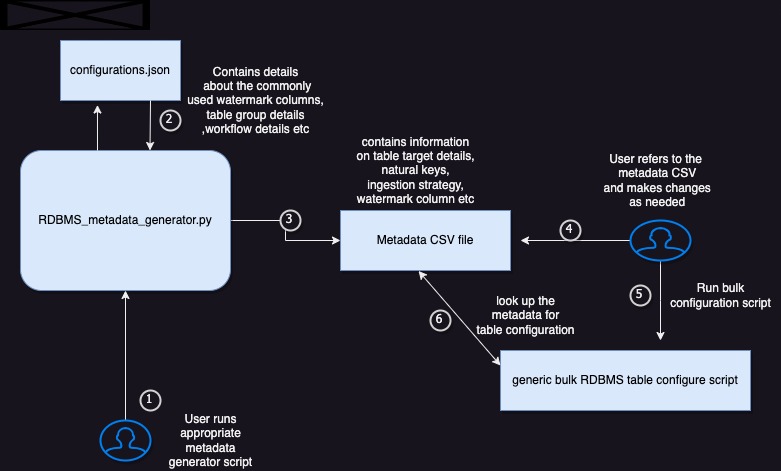 configurations.json
Contains details
about the commonly
used watermark columns,
table group details
,workflow details etc
2
contains information
on table target details,
natural keys,
ingestion strategy,
watermark column etc
User refers to the
metadata CSV
and makes changes
as needed
RDBMS_metadata_generator.py
3
Metadata CSV file
4
5
Run bulk
configuration script
6
look up the
metadata for
table configuration
generic bulk RDBMS table configure script
1
User runs
appropriate
metadata
generator script